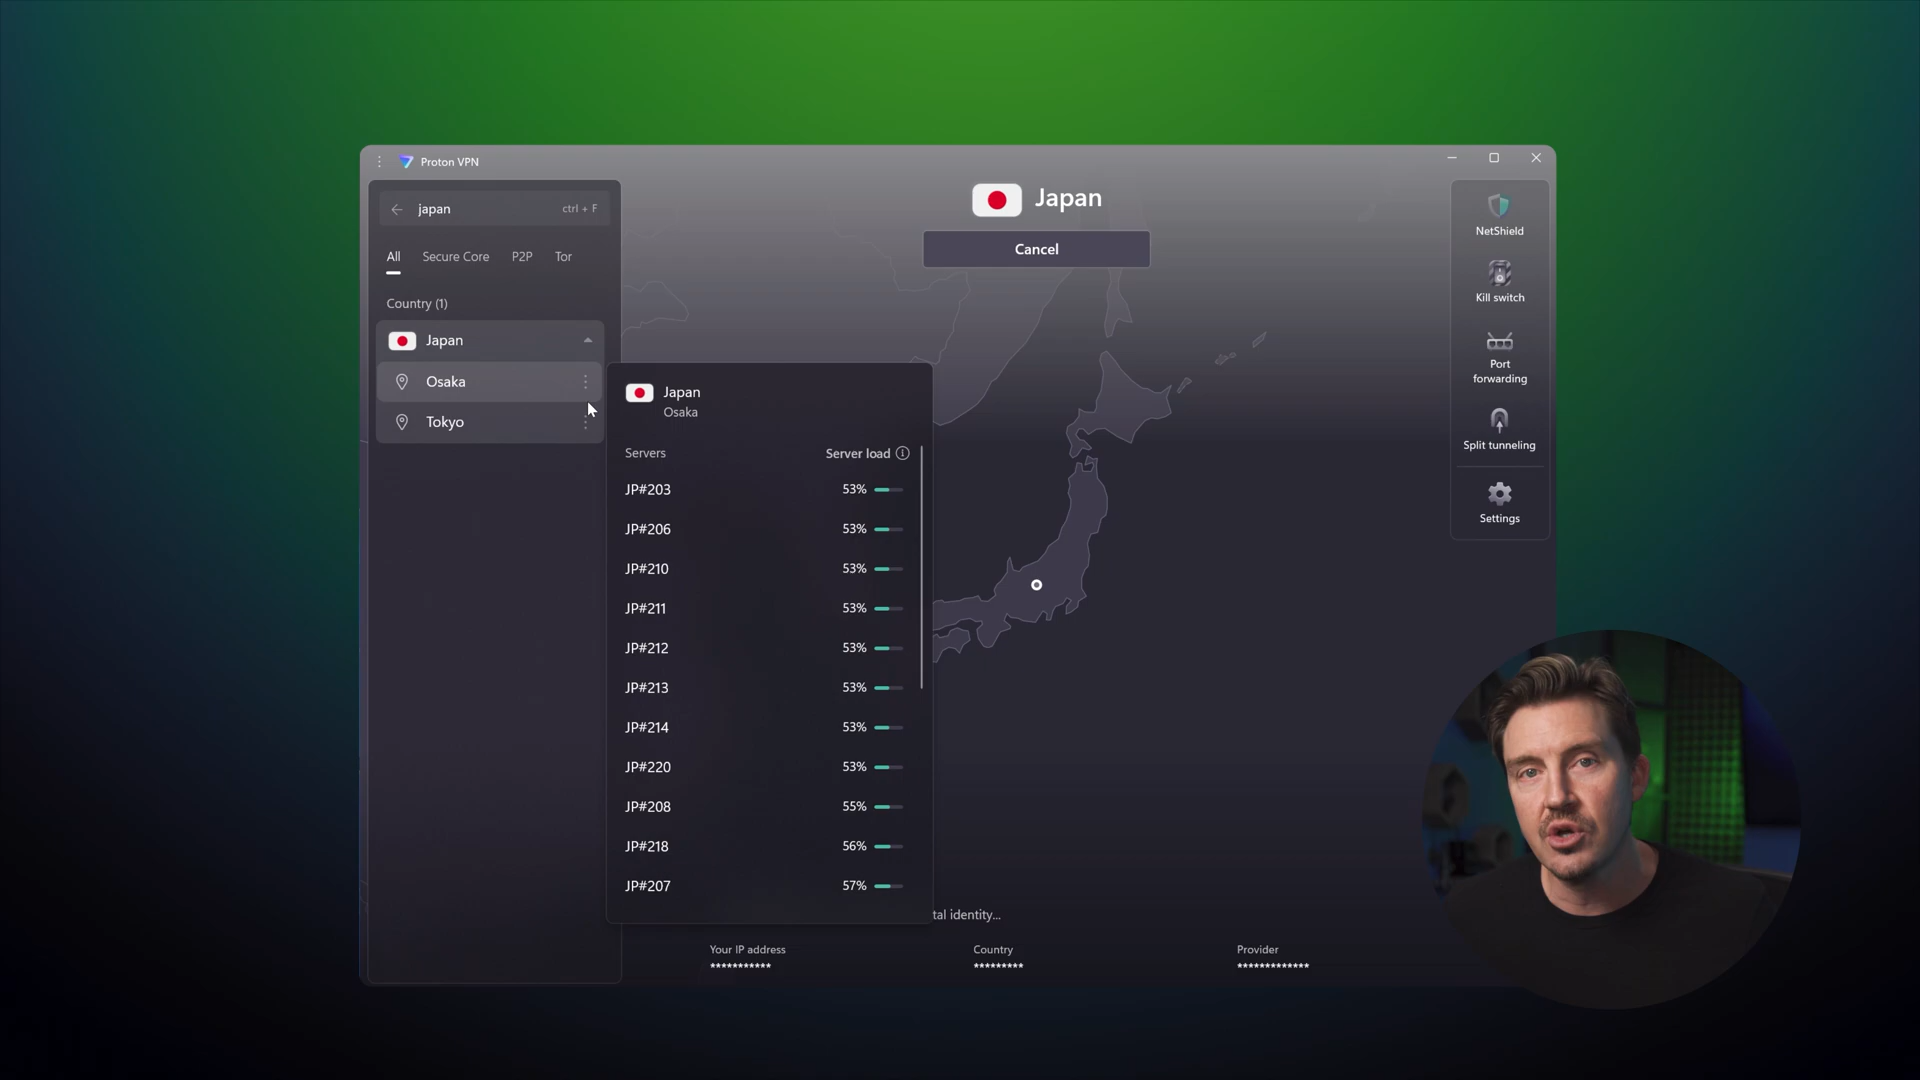 Proton VPN
japan
ctrl + F
All
Secure Core
P2P
Tor
Country (1)
Japan
Osaka
Tokyo
Japan
Cancel
Japan
Osaka
Servers
Server load
JP#203
53%
JP#206
53%
JP#210
53%
JP#211
53%
JP#212
53%
JP#213
53%
JP#214
53%
JP#220
53%
JP#208
55%
JP#218
56%
JP#207
57%
NetShield
Kill switch
Port
forwarding
Split tunneling
Settings
tal identity...
Your IP address
***********
Country
*********
Provider
*************